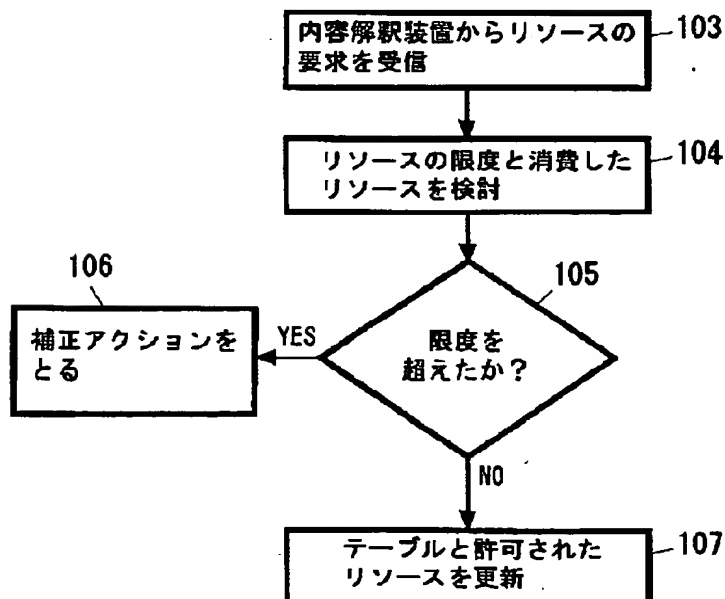 内容解釈装置からリソースの
要求を受信
103
リソースの限度と消費した
リソースを検討
104
105
限度を
超えたか?
106
YES
補正アクションを
とる
NO
テーブルと許可された
リソースを更新
107